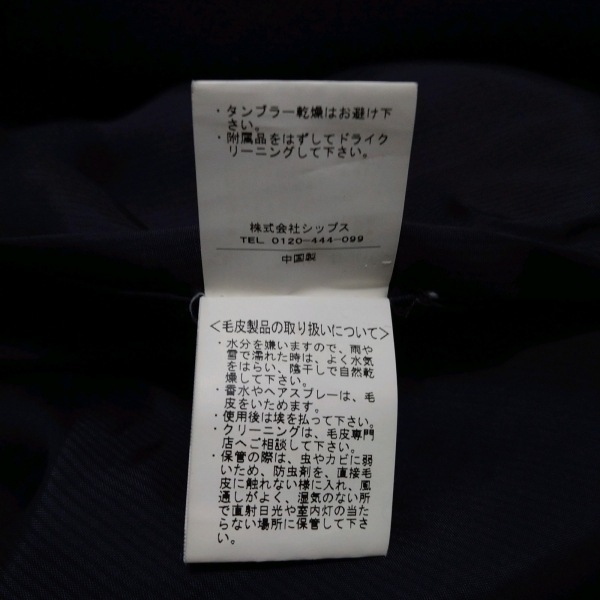 ・タンブラー乾燥はお避け下
さい。
・附属品をはずしてドライク
リーニングして下さい。
株式会社シップス
TEL 0120-444-099
中国製
<毛皮製品の取り扱いについて>
・水分を嫌いますので、雨や
雪で濡れた時は、よく水気
をはらい、陰干しで自然乾
燥して下さい。
・香水やヘアスプレーは、毛
皮をいためます。
・使用後は埃を払って下さい。
・クリーニングは、毛皮専門
店へご相談して下さい。
・保管の際は、虫やカビに弱
いため、防虫剤を、直接毛
皮に触れない様に入れ、風
通しがよく、湿気のない所
で直射日光や室内灯の当た
らない場所に保管して下さ
い。